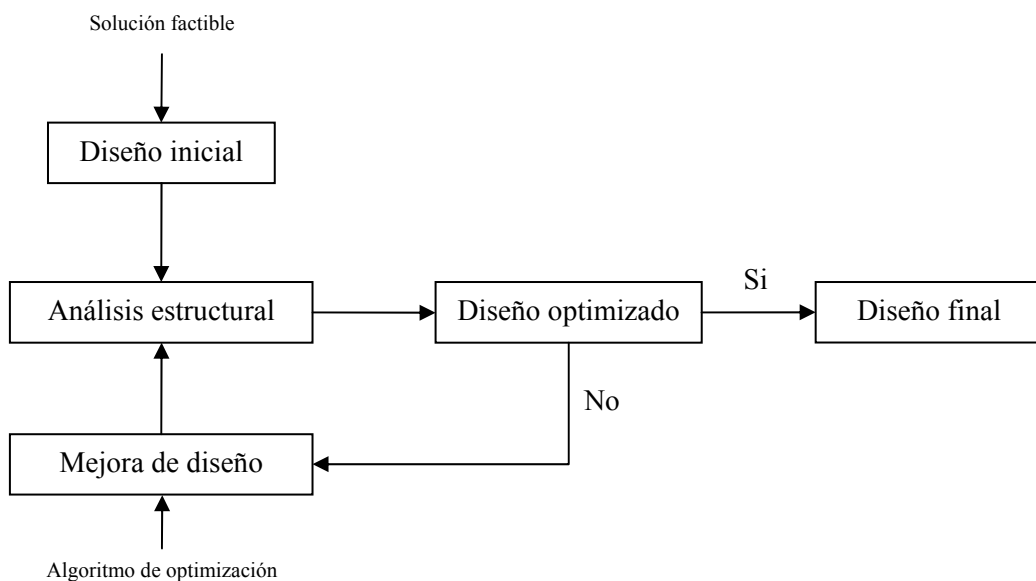 Solución factible
Diseño inicial
Si
Análisis estructural
Diseño optimizado
Diseño final
No
Mejora de diseño
Algoritmo de optimización